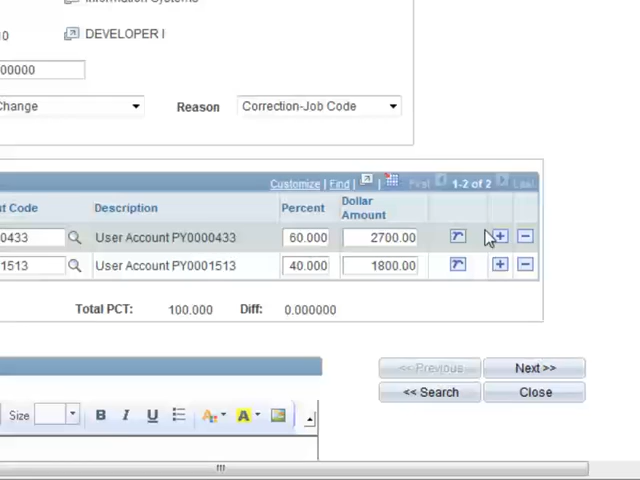 Information Systems
10 DEVELOPER I
00000
Change Reason Correction-Job Code
Customize | Find | | First 1-2 of 2 Last
nt Code Description Percent Dollar Amount
0433 User Account PY0000433 60.000 2700.00
1513 User Account PY0001513 40.000 1800.00
Total PCT: 100.000 Diff: 0.000000
<< Previous Next >>
<< Search Close
Size B I U A A